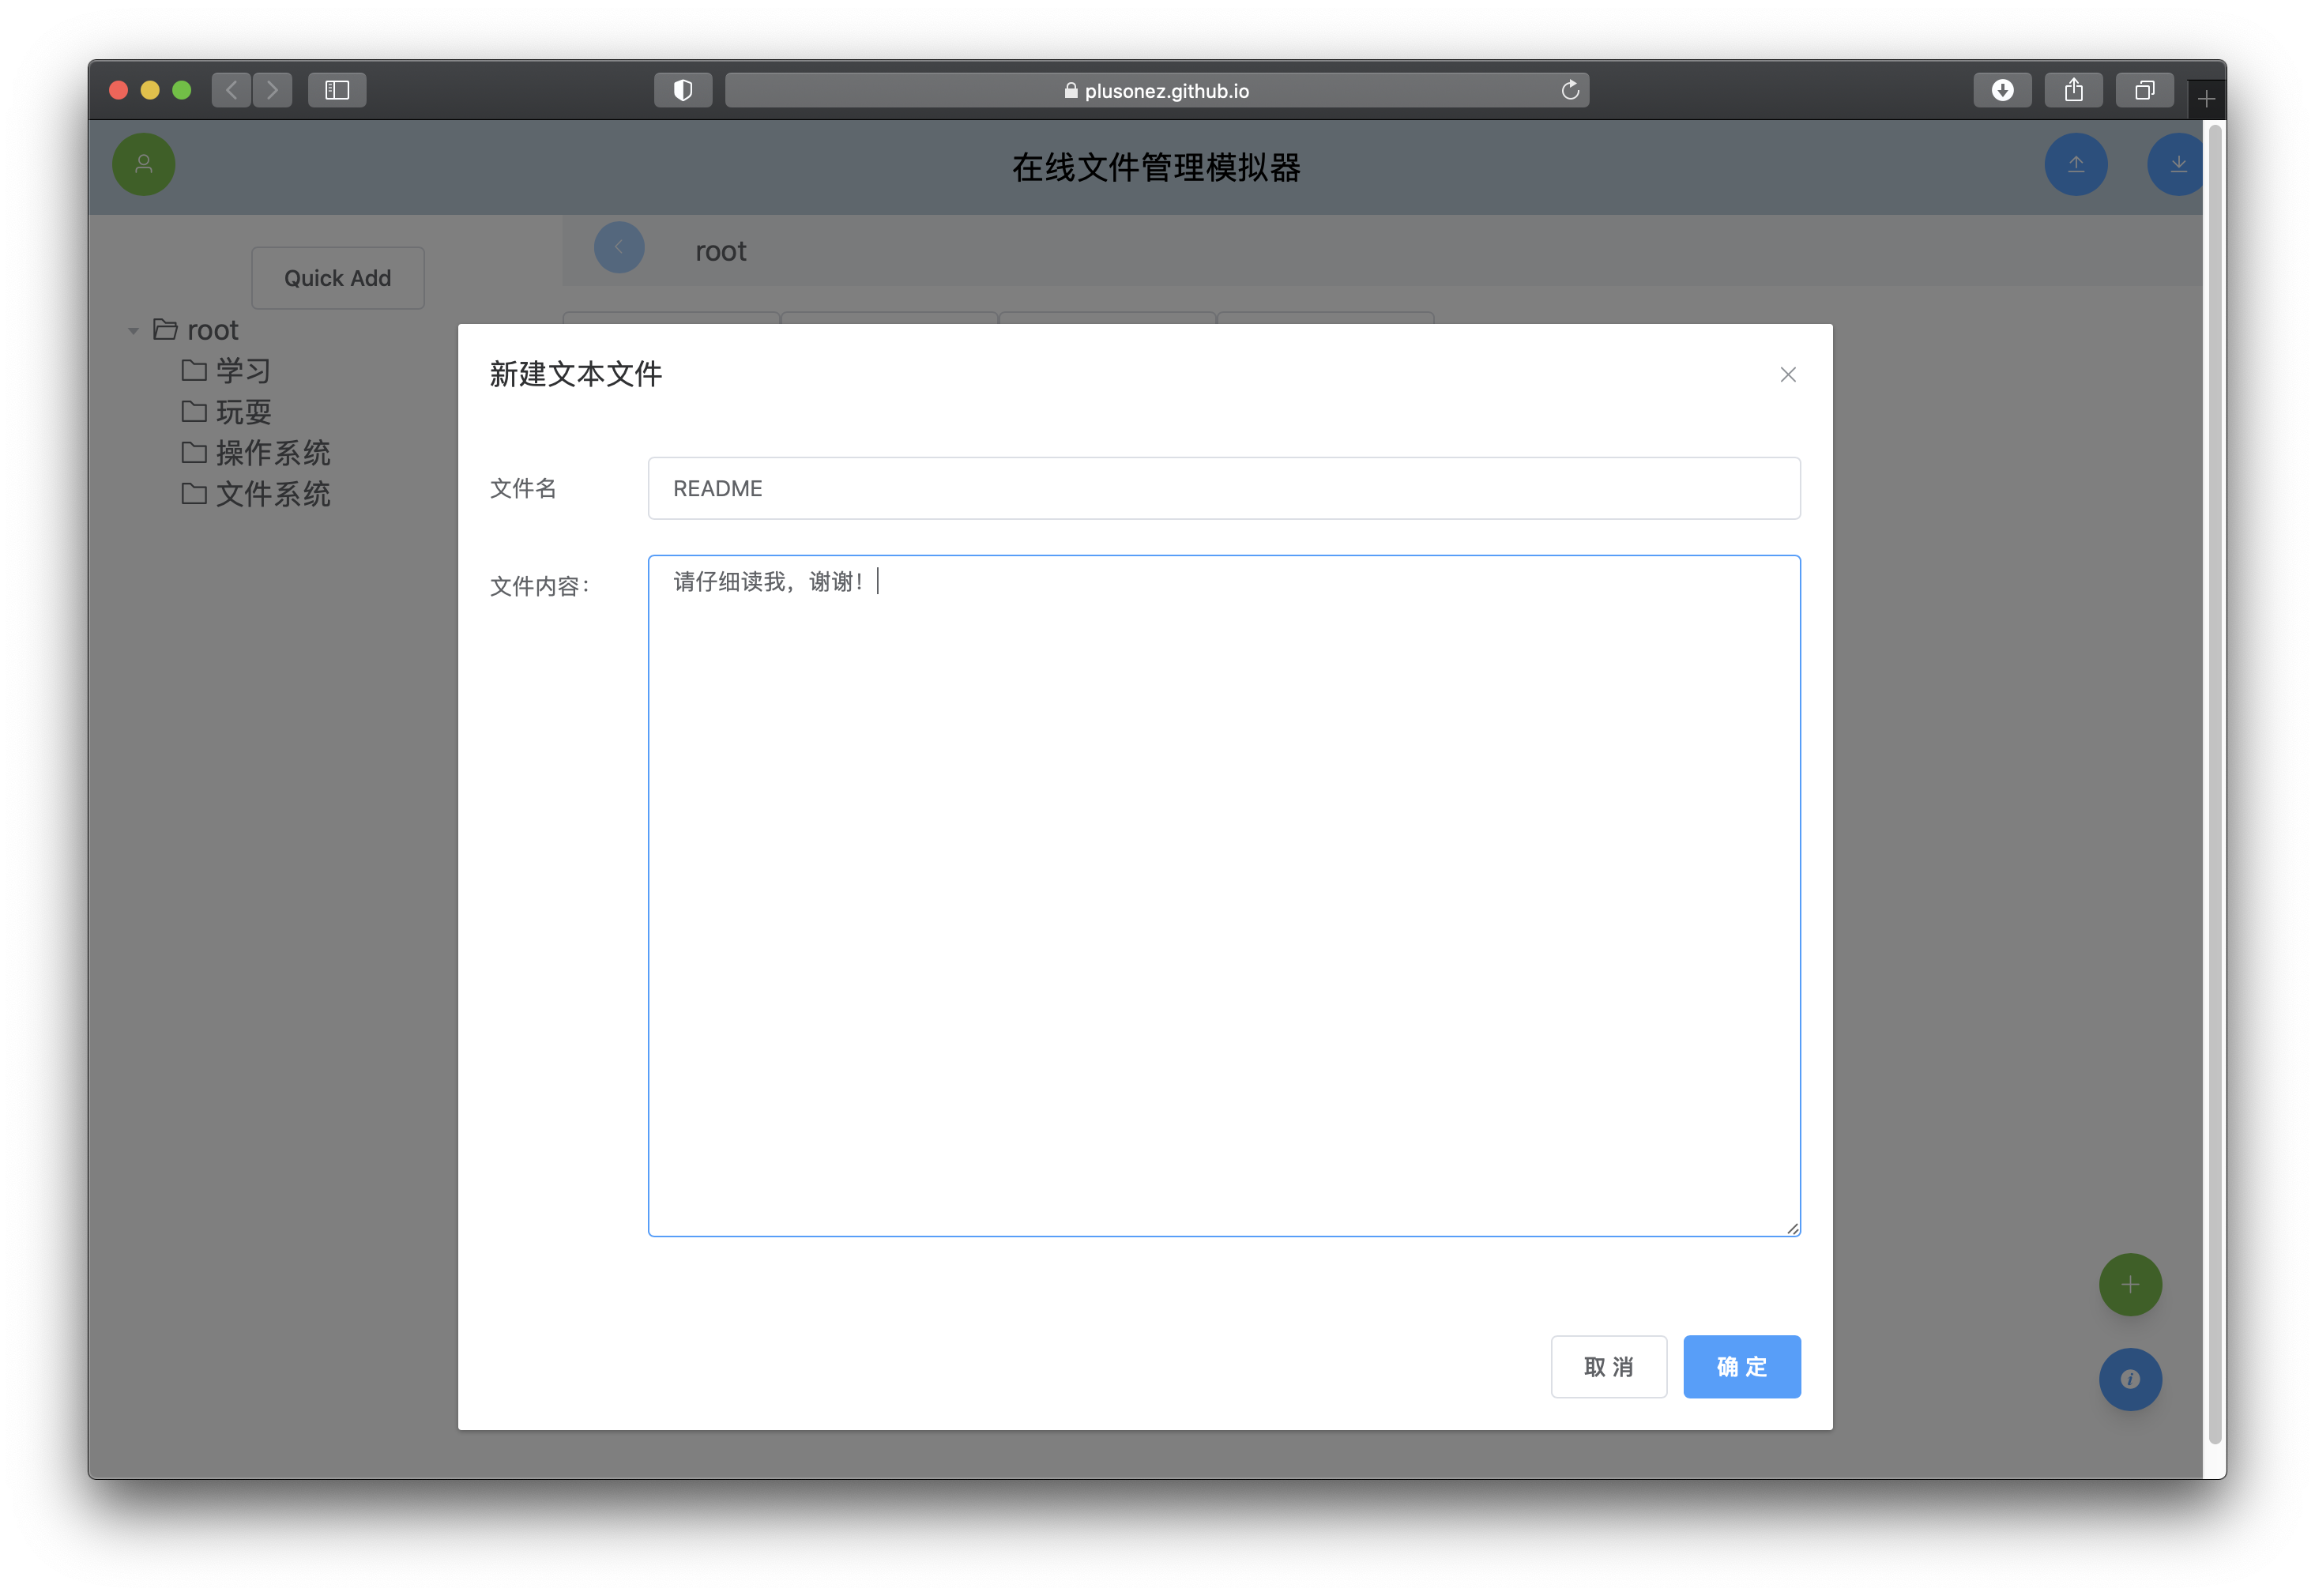 plusonez.github.io
在线文件管理模拟器
Quick Add
root
root
学习
玩耍
操作系统
文件系统
新建文本文件
文件名
README
文件内容：
请仔细读我，谢谢！
取 消
确 定